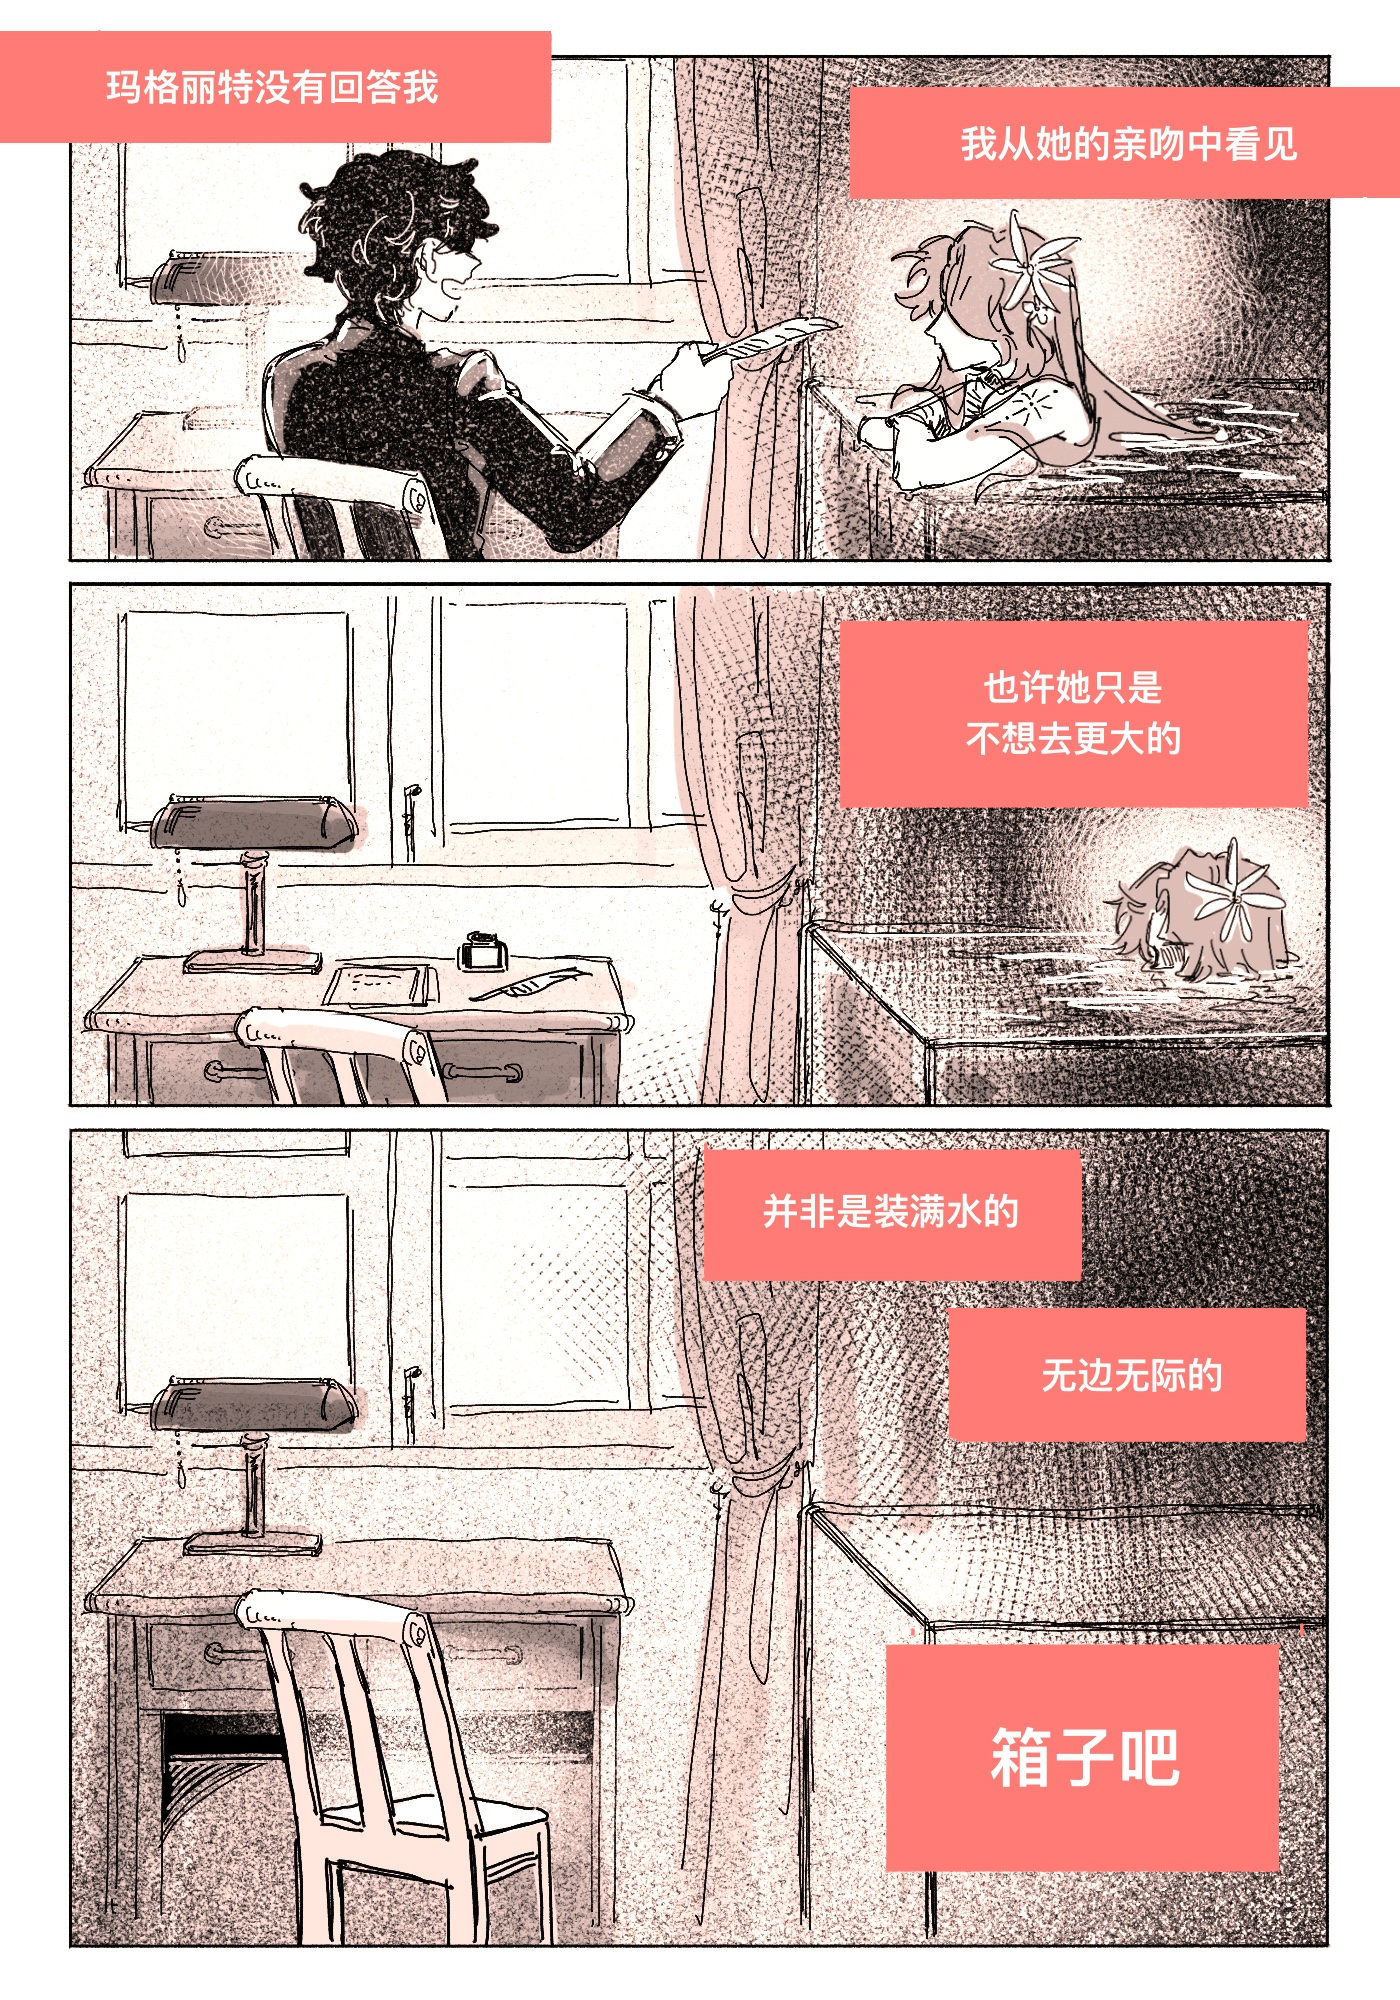 玛格丽特没有回答我
我从她的亲吻中看见
也许她只是
不想去更大的
并非是装满水的
无边无际的
箱子吧